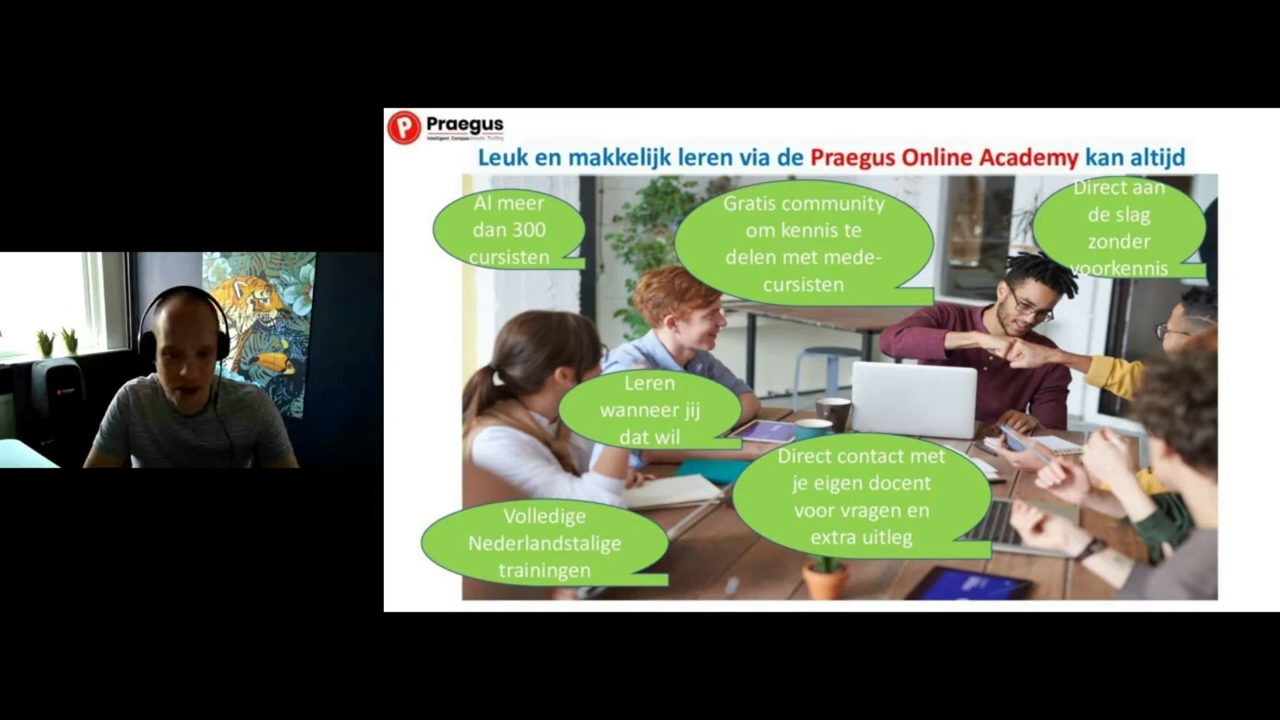 Praegus
Leuk en makkelijk leren via de Praegus Online Academy kan altijd
Al meer
dan 300
cursisten
Gratis community
om kennis te
delen met mede-
cursisten
Direct aan
de slag
zonder
voorkennis
Leren
wanneer jij
dat wil
Direct contact met
je eigen docent
voor vragen en
extra uitleg
Volledige
Nederlandstalige
trainingen